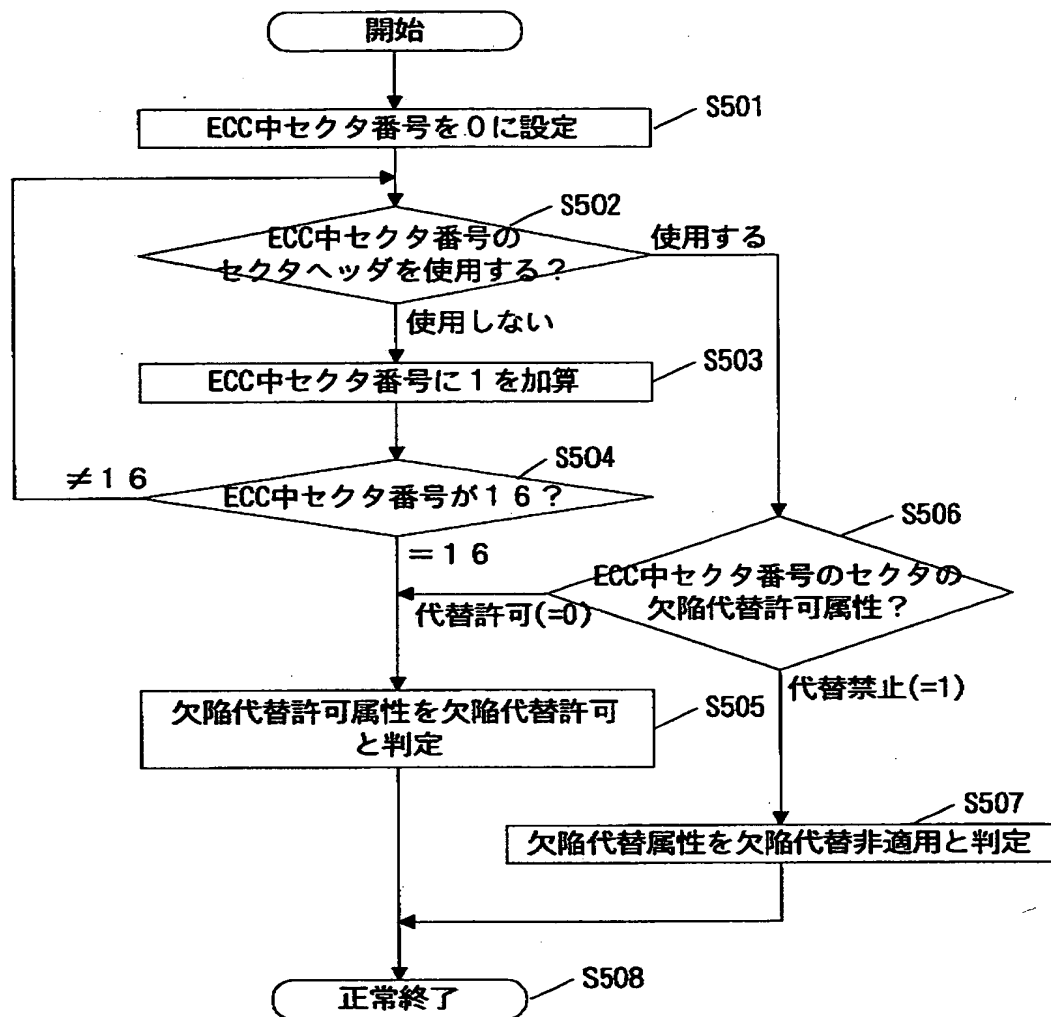 開始
S501
ECC中セクタ番号を０に設定
S502
ECC中セクタ番号の
セクタヘッダを使用する？
使用する
使用しない
S503
ECC中セクタ番号に１を加算
S504
≠１６
ECC中セクタ番号が１６？
＝１６
S506
ECC中セクタ番号のセクタの
欠陥代替許可属性？
代替許可(=0)
代替禁止(=1)
S505
欠陥代替許可属性を欠陥代替許可
と判定
S507
欠陥代替属性を欠陥代替非適用と判定
S508
正常終了